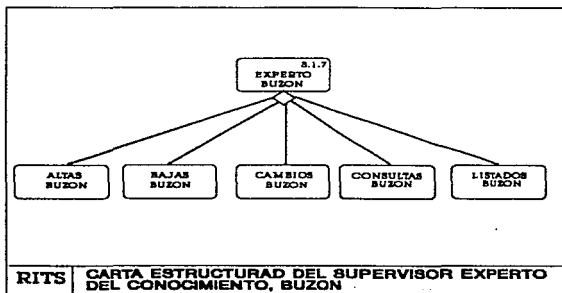 3.1.7
EXPERTO
BUZON
ALTAS
BUZON
BAJAS
BUZON
CAMBIOS
BUZON
CONSULTAS
BUZON
LISTADOS
BUZON
RITS
CARTA ESTRUCTURAD DEL SUPERVISOR EXPERTO
DEL CONOCIMIENTO, BUZON